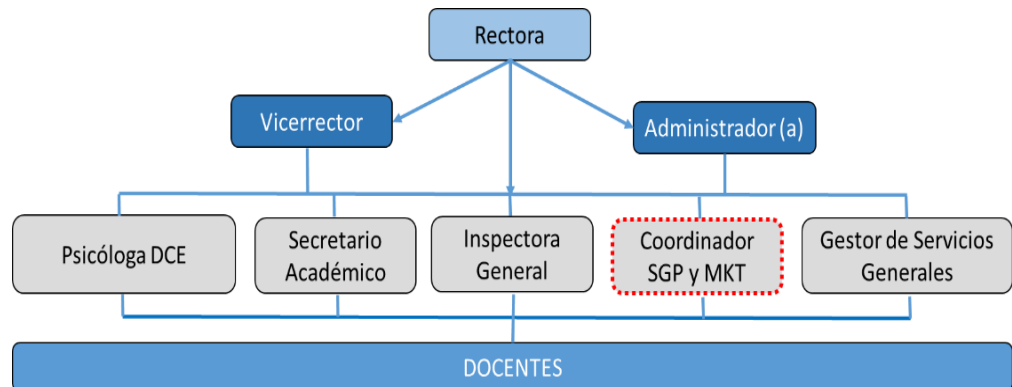 Rectora
Vicerrector
Administrador (a)
Psicóloga DCE
Secretario
Académico
Inspectora
General
Coordinador
SGP y MKT
Gestor de Servicios
Generales
DOCENTES